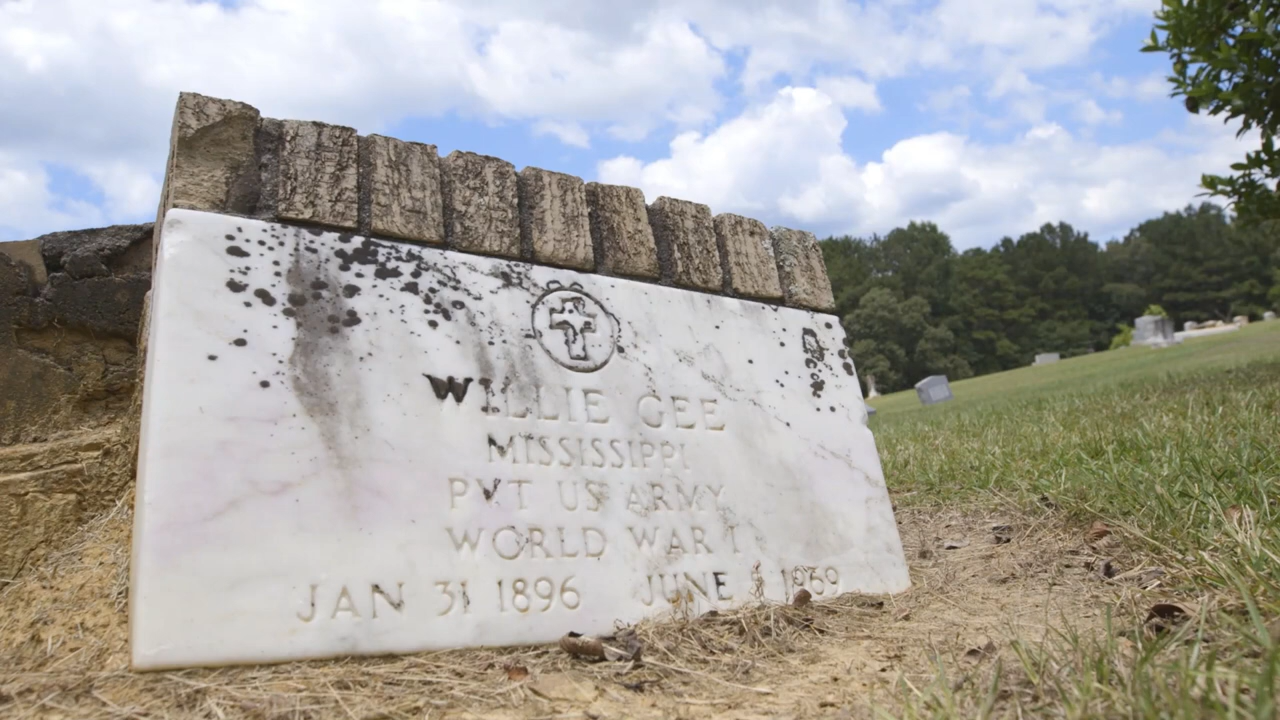 WILLIE GEE
MISSISSIPPI
PVT US ARMY
WORLD WAR I
JAN 31 1896 JUNE 1969